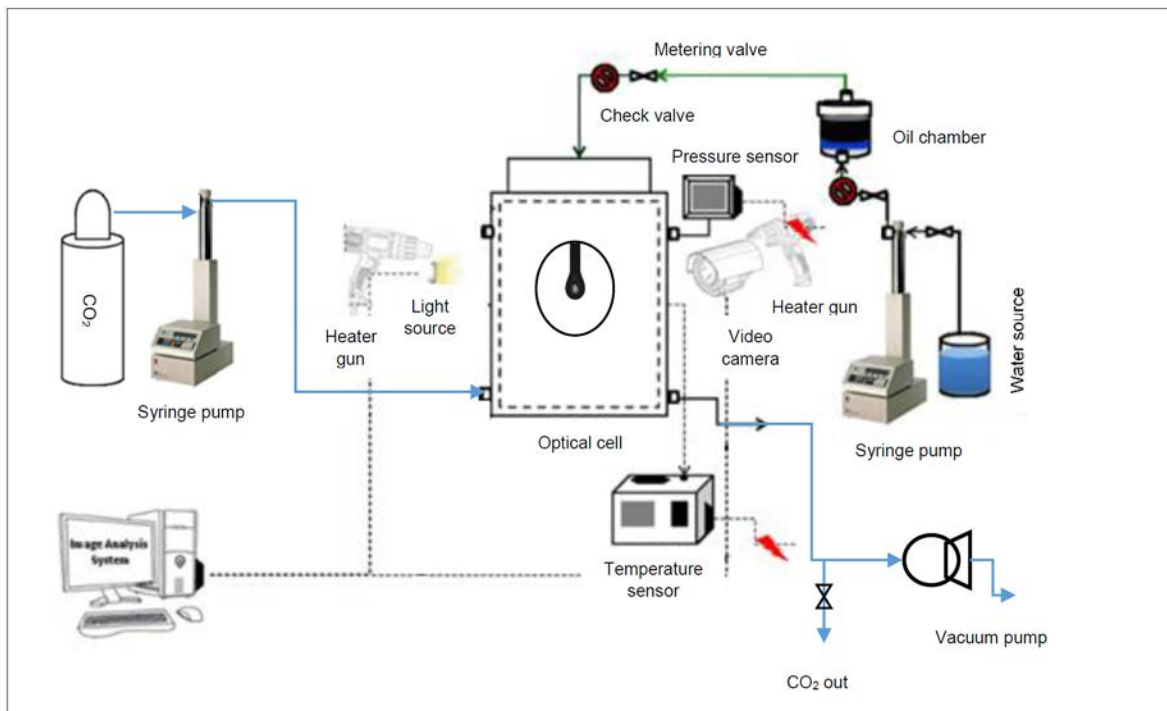 Metering valve
Check valve
Oil chamber
Pressure sensor
CO₂
Light
source
Heater
gun
Heater gun
Video
camera
Water source
Syringe pump
Optical cell
Syringe pump
Image Analysis
System
Temperature
sensor
Vacuum pump
CO₂ out